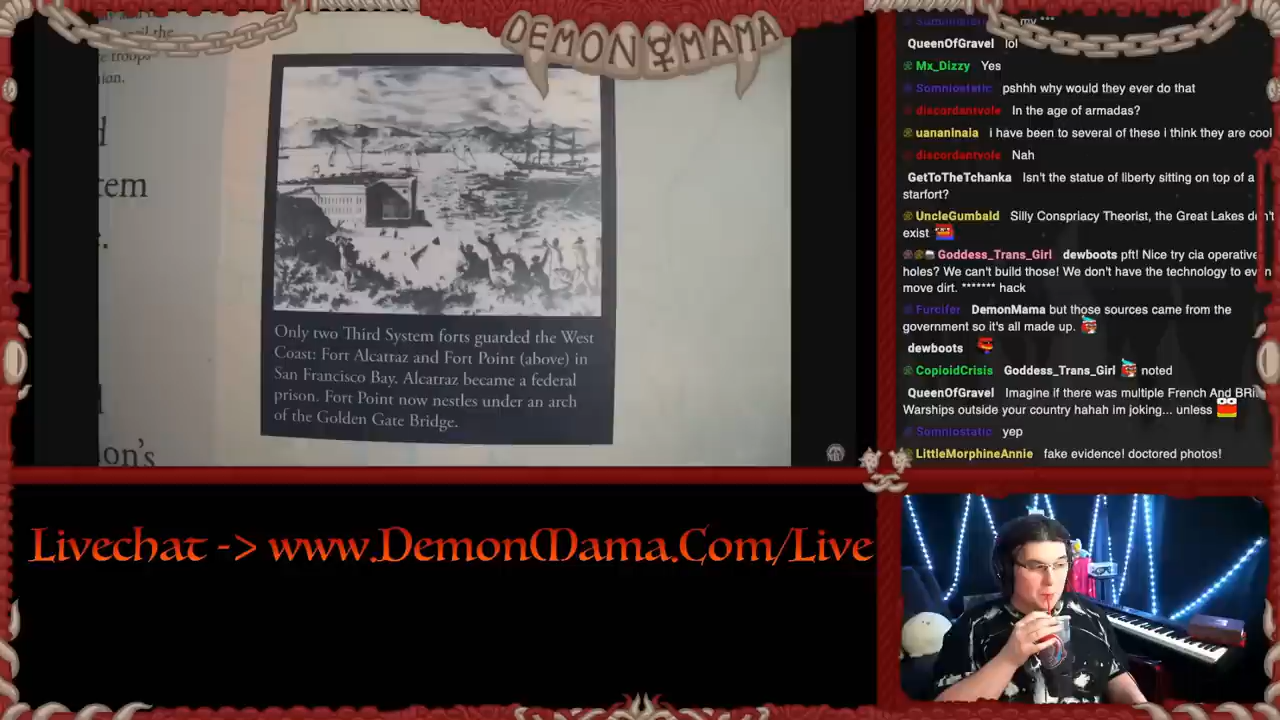 DEMON MAMA
troops
tem
on's
Only two Third System forts guarded the West
Coast: Fort Alcatraz and Fort Point (above) in
San Francisco Bay. Alcatraz became a federal
prison. Fort Point now nestles under an arch
of the Golden Gate Bridge.
Livechat -> www.DemonMama.Com/Live
my ***
QueenOfGravel lol
Mx_Dizzy Yes
Somniostatic pshhh why would they ever do that
discordantvole In the age of armadas?
uananinaia i have been to several of these i think they are cool
discordantvole Nah
GetToTheTchanka Isn't the statue of liberty sitting on top of a
starfort?
UncleGumbald Silly Conspriacy Theorist, the Great Lakes don't
exist
Goddess_Trans_Girl dewboots pft! Nice try cia operative
holes? We can't build those! We don't have the technology to even
move dirt. ******* hack
Furcifer DemonMama but those sources came from the
government so it's all made up.
dewboots
CopioidCrisis Goddess_Trans_Girl noted
QueenOfGravel Imagine if there was multiple French And BRi
Warships outside your country hahah im joking... unless
Somniostatic yep
LittleMorphineAnnie fake evidence! doctored photos!